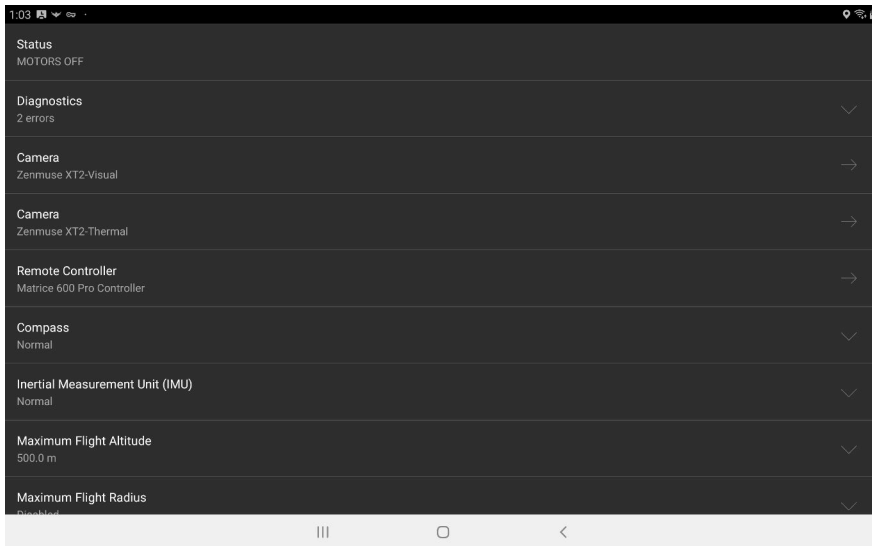 1:03
Status
MOTORS OFF
Diagnostics
2 errors
Camera
Zenmuse XT2-Visual
Camera
Zenmuse XT2-Thermal
Remote Controller
Matrice 600 Pro Controller
Compass
Normal
Inertial Measurement Unit (IMU)
Normal
Maximum Flight Altitude
500.0 m
Maximum Flight Radius
Disabled